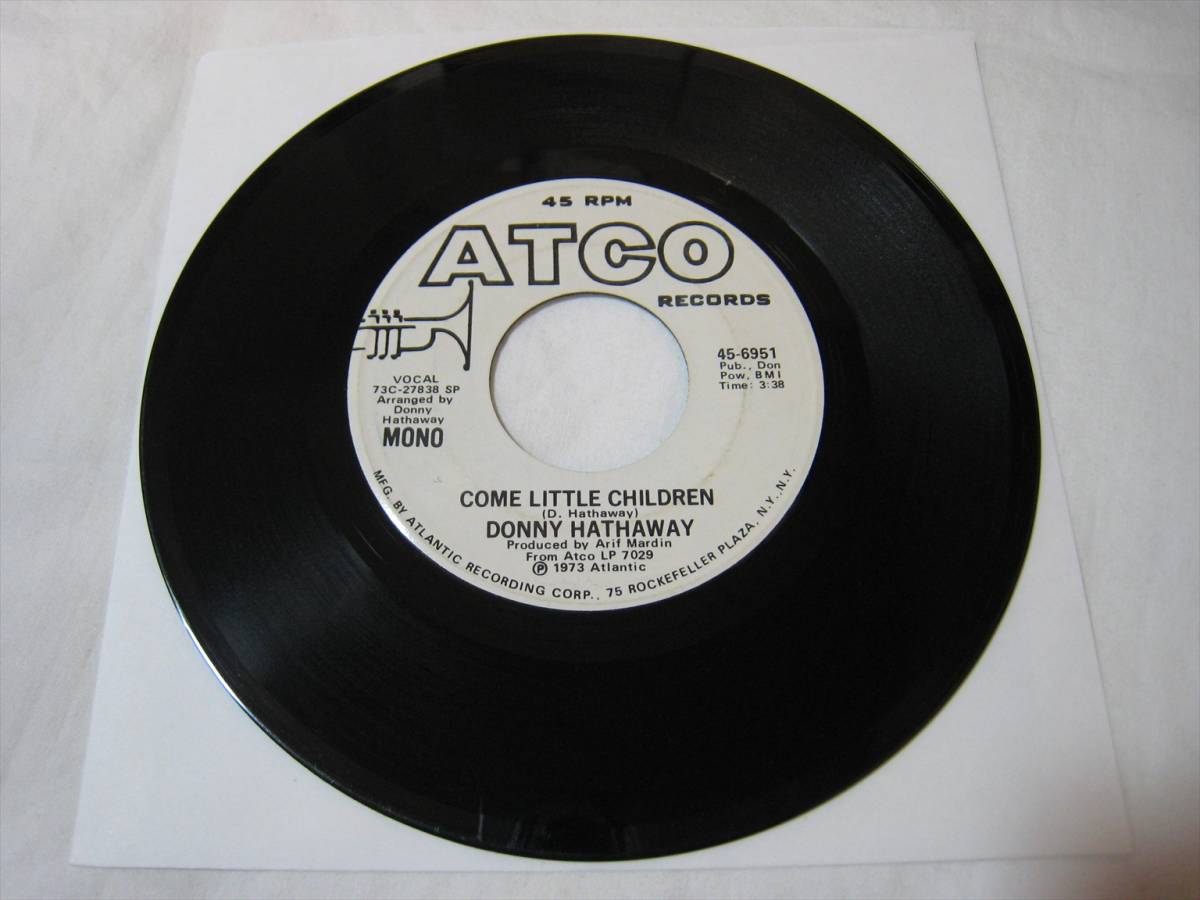 45 RPM
ATCO
RECORDS
VOCAL
73C-27838 SP
Arranged by
Donny
Hathaway
MONO
45-6951
Pub., Don
Pow, BMI
Time: 3:38
COME LITTLE CHILDREN
(D. Hathaway)
DONNY HATHAWAY
Produced by Arif Mardin
From Atco LP 7029
℗ 1973 Atlantic
MFG. BY ATLANTIC RECORDING CORP., 75 ROCKEFELLER PLAZA, N.Y., N.Y.